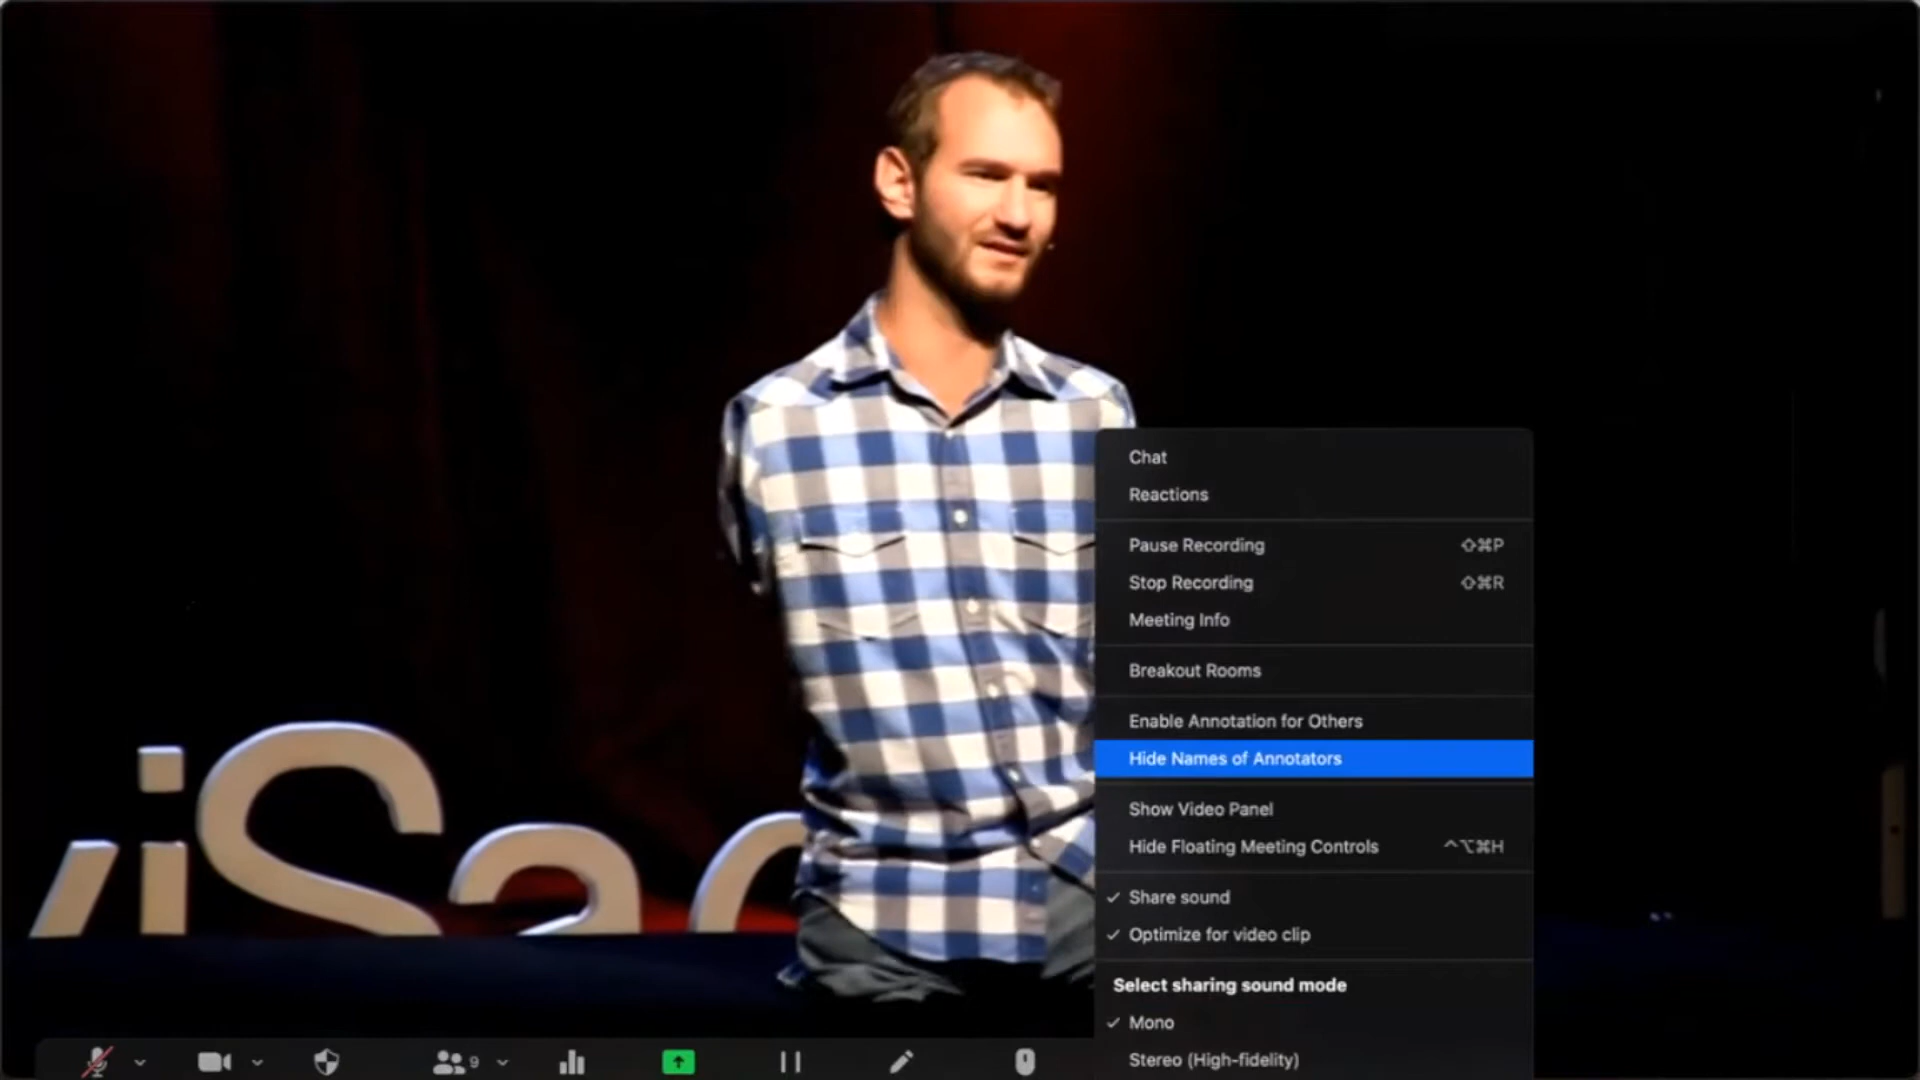 Chat
Reactions
Pause Recording ⇧⌘P
Stop Recording ⇧⌘R
Meeting Info
Breakout Rooms
Enable Annotation for Others
Hide Names of Annotators
Show Video Panel
Hide Floating Meeting Controls ^⌥⌘H
✓ Share sound
✓ Optimize for video clip
Select sharing sound mode
✓ Mono
Stereo (High-fidelity)
viSa
9